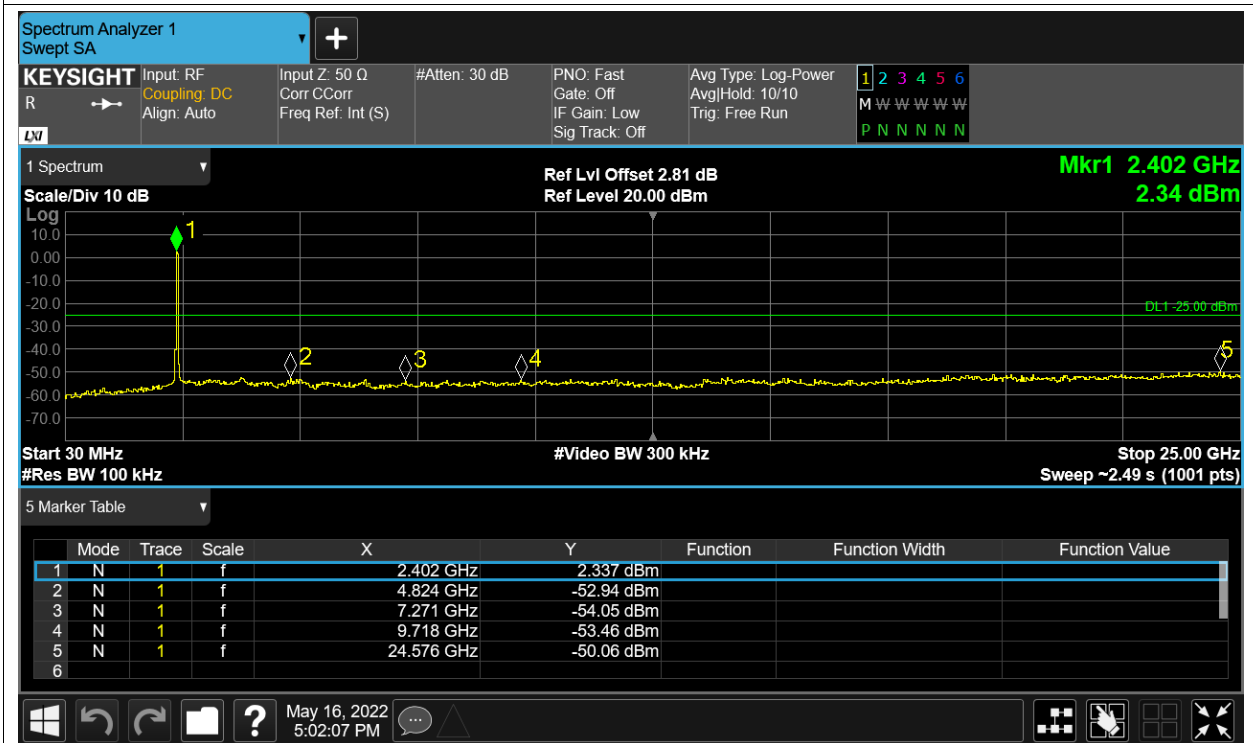 Spectrum Analyzer 1
Swept SA
KEYSIGHT
R
LXI
Input: RF
Coupling: DC
Align: Auto
Input Z: 50 Ω
Corr CCorr
Freq Ref: Int (S)
#Atten: 30 dB
PNO: Fast
Gate: Off
IF Gain: Low
Sig Track: Off
Avg Type: Log-Power
Avg|Hold: 10/10
Trig: Free Run
1 2 3 4 5 6
M W W W W W
P N N N N N
1 Spectrum
Scale/Div 10 dB
Ref Lvl Offset 2.81 dB
Ref Level 20.00 dBm
Mkr1 2.402 GHz
2.34 dBm
Log
10.0
0.00
-10.0
-20.0
-30.0
-40.0
-50.0
-60.0
-70.0
1
2
3
4
5
DL1 -25.00 dBm
Start 30 MHz
#Video BW 300 kHz
Stop 25.00 GHz
#Res BW 100 kHz
Sweep ~2.49 s (1001 pts)
5 Marker Table
Mode Trace Scale X Y Function Function Width Function Value
1 N 1 f 2.402 GHz 2.337 dBm
2 N 1 f 4.824 GHz -52.94 dBm
3 N 1 f 7.271 GHz -54.05 dBm
4 N 1 f 9.718 GHz -53.46 dBm
5 N 1 f 24.576 GHz -50.06 dBm
6
?
May 16, 2022
5:02:07 PM